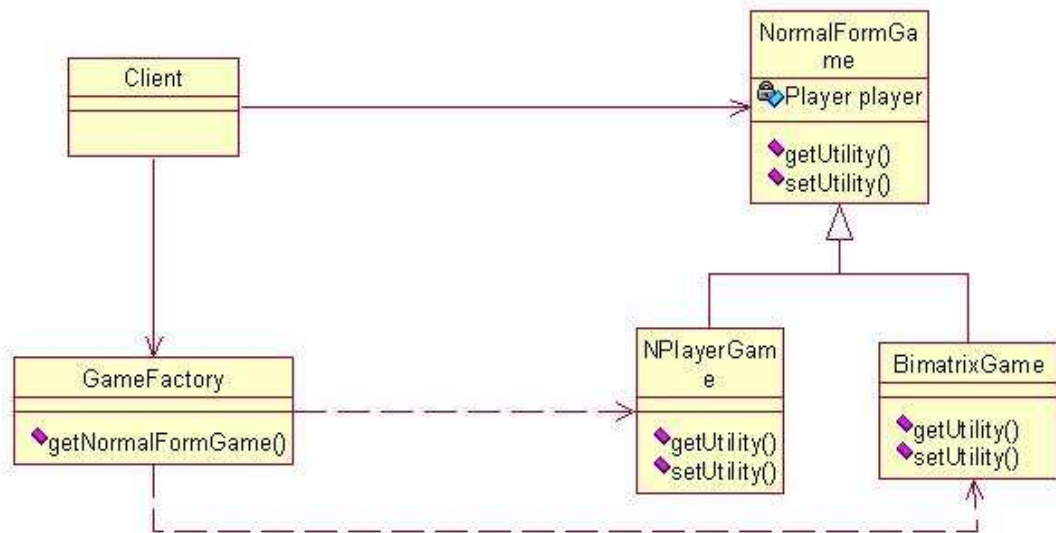 NormalFormGa
me
Player player
getUtility()
setUtility()
Client
GameFactory
getNormalFormGame()
NPlayerGam
e
getUtility()
setUtility()
BimatrixGame
getUtility()
setUtility()